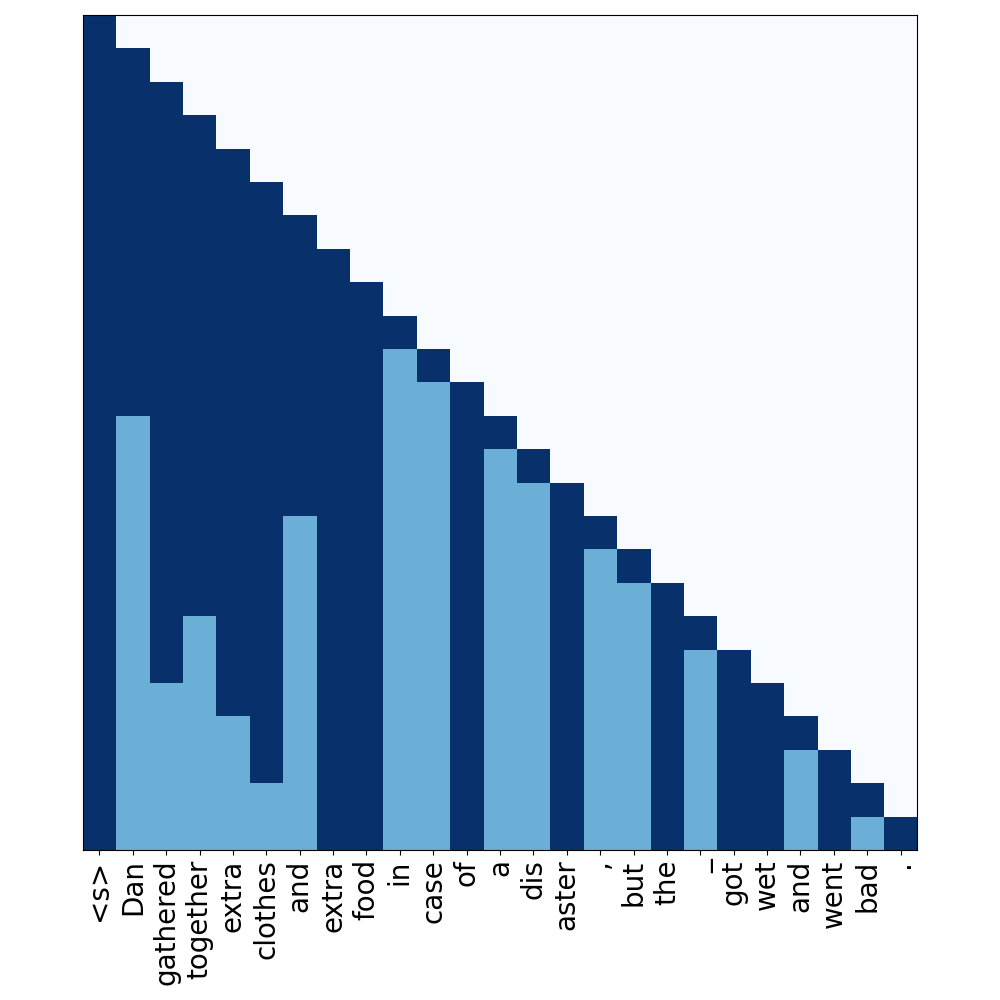 <s> Dan gathered together extra clothes and extra food in case of a dis aster , but the _ got wet and went bad .